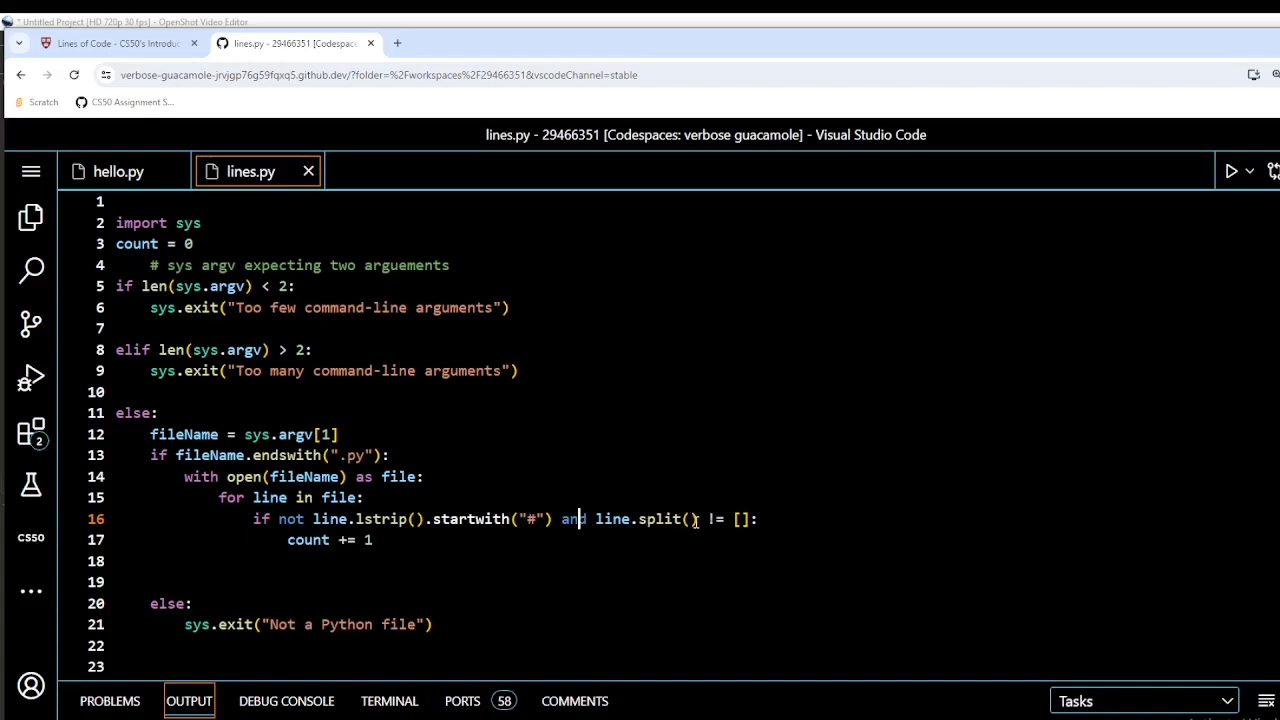 * Untitled Project [HD 720p 30 fps] - OpenShot Video Editor
Lines of Code - CS50's Introduc
lines.py - 29466351 [Codespace
verbose-guacamole-jrvjgp76g59fqxq5.github.dev/?folder=%2Fworkspaces%2F29466351&vscodeChannel=stable
Scratch
CS50 Assignment S...
lines.py - 29466351 [Codespaces: verbose guacamole] - Visual Studio Code
hello.py
lines.py
1
2 import sys
3 count = 0
4 # sys argv expecting two arguements
5 if len(sys.argv) < 2:
6 sys.exit("Too few command-line arguments")
7
8 elif len(sys.argv) > 2:
9 sys.exit("Too many command-line arguments")
10
11 else:
12 fileName = sys.argv[1]
13 if fileName.endswith(".py"):
14 with open(fileName) as file:
15 for line in file:
16 if not line.lstrip().startwith("#") and line.split() != []:
17 count += 1
18
19
20 else:
21 sys.exit("Not a Python file")
22
23
2
CS50
PROBLEMS OUTPUT DEBUG CONSOLE TERMINAL PORTS 58 COMMENTS
Tasks